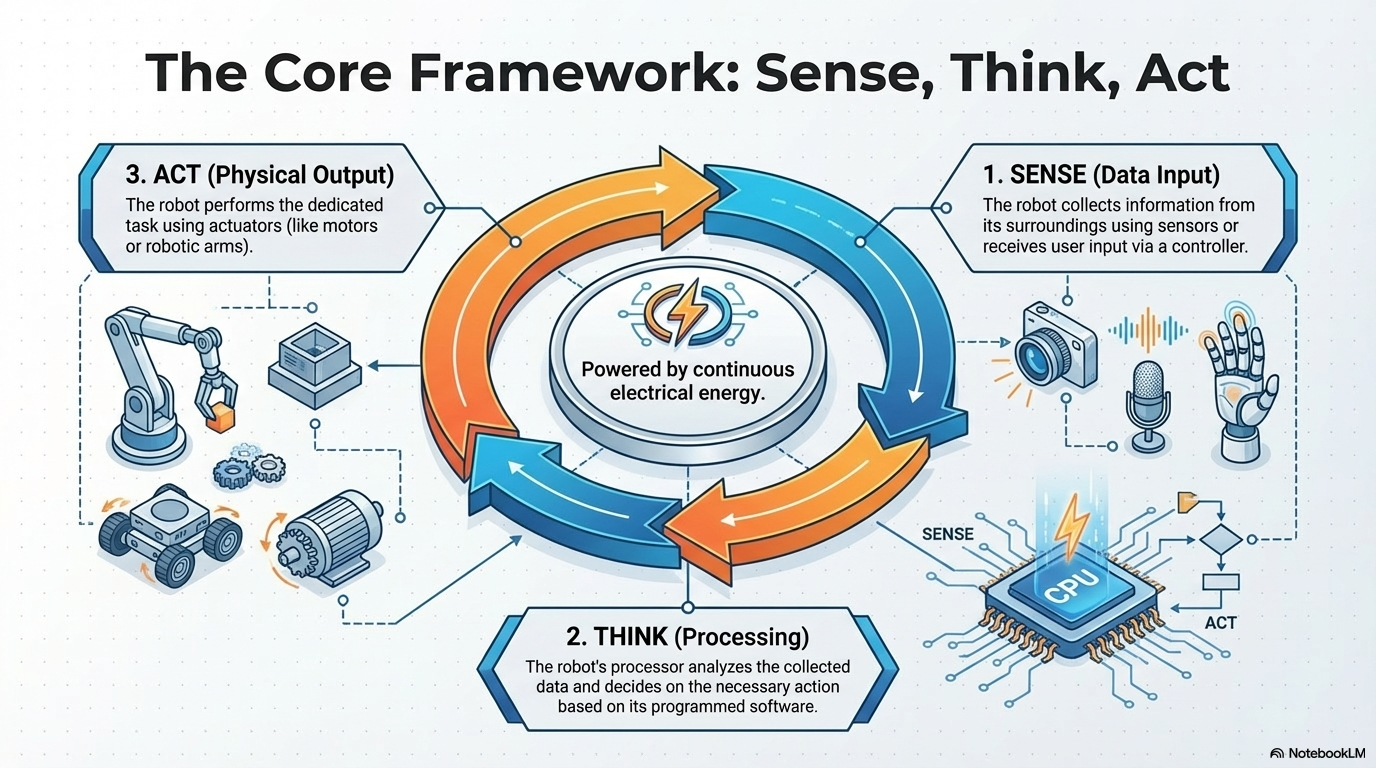 The Core Framework: Sense, Think, Act
3. ACT (Physical Output)
The robot performs the dedicated
task using actuators (like motors
or robotic arms).
1. SENSE (Data Input)
The robot collects information from
its surroundings using sensors or
receives user input via a controller.
Powered by continuous
electrical energy.
SENSE
CPU
ACT
2. THINK (Processing)
The robot's processor analyzes the collected
data and decides on the necessary action
based on its programmed software.
NotebookLM